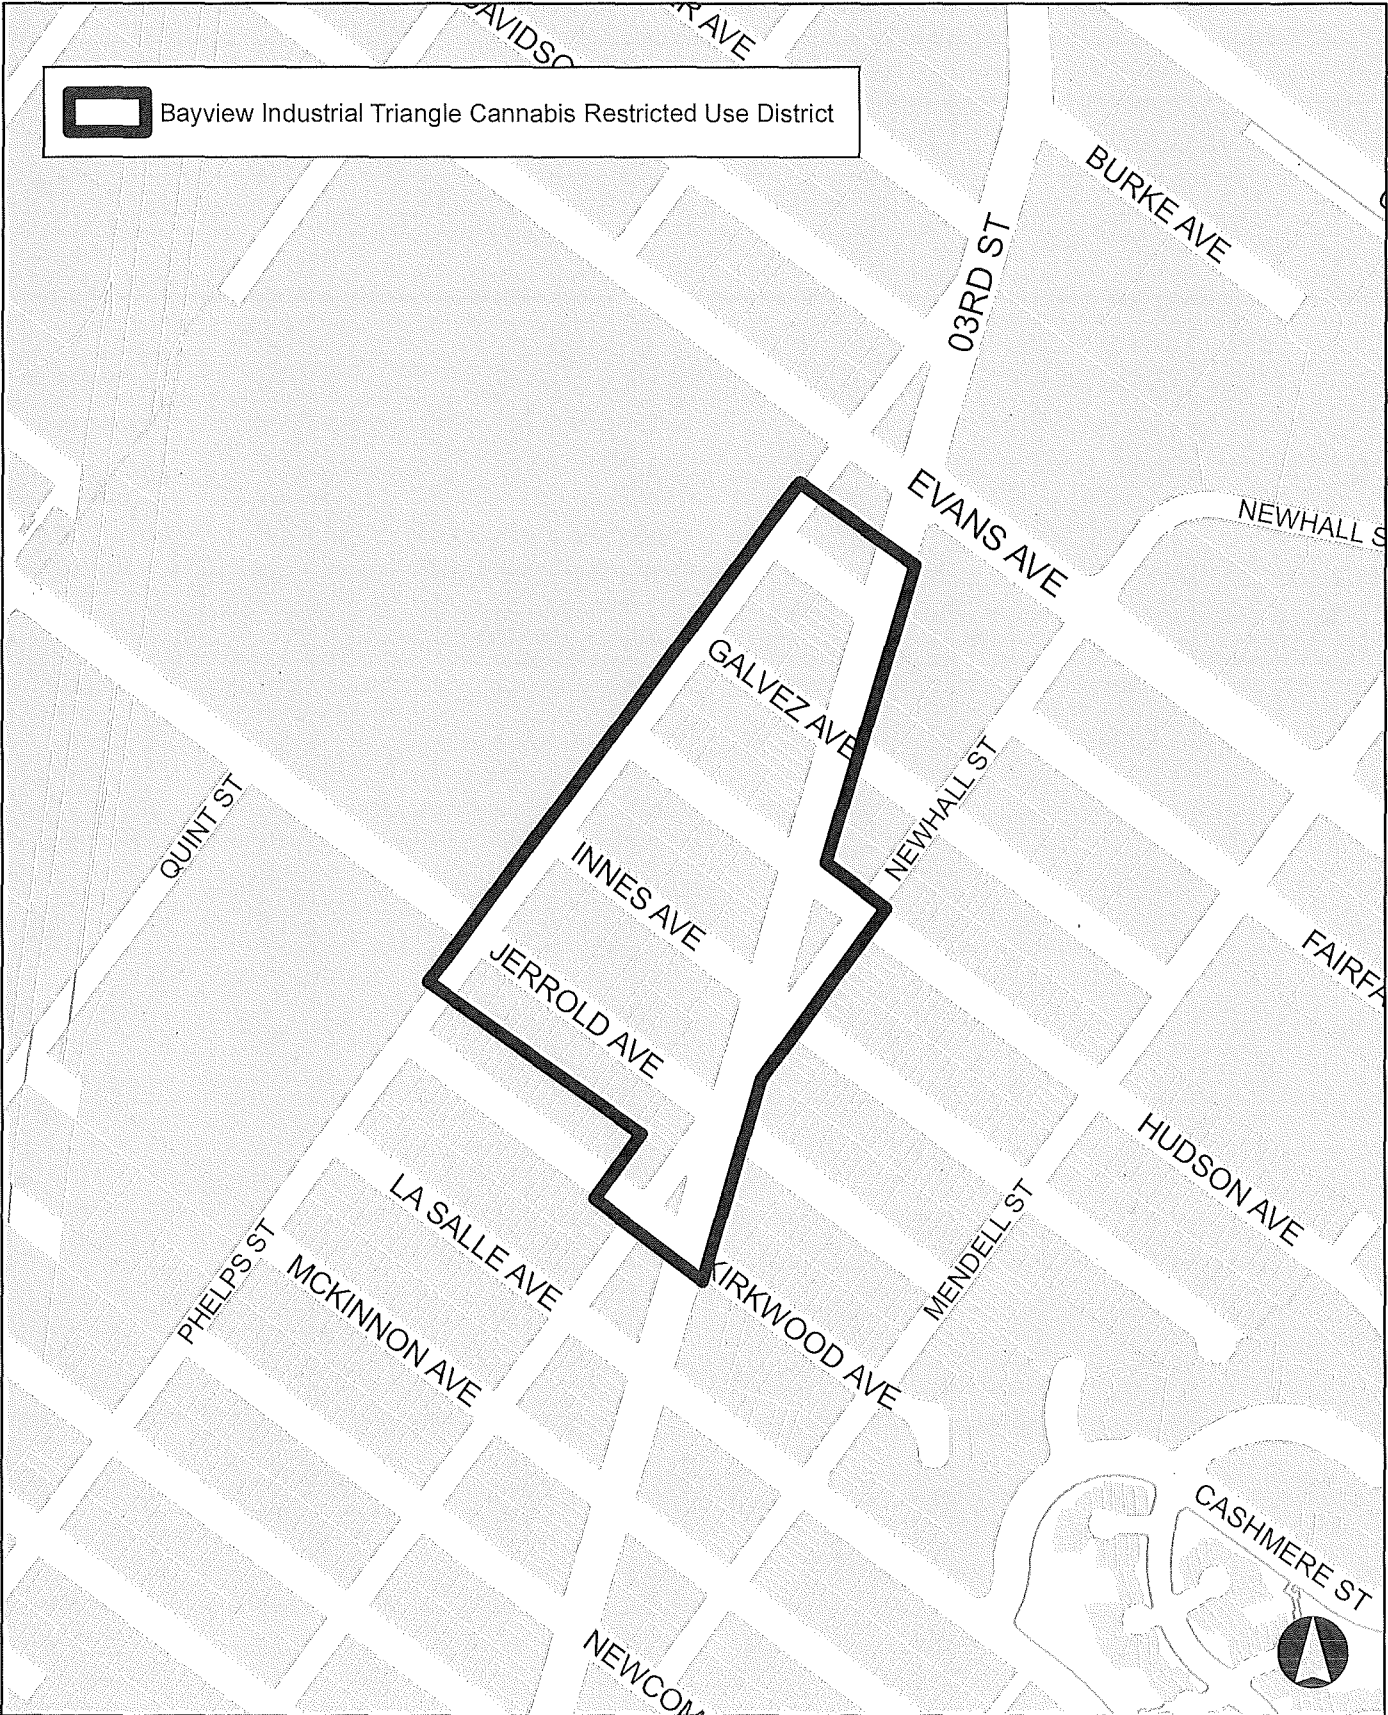 DAVIDSO
R AVE
Bayview Industrial Triangle Cannabis Restricted Use District
BURKE AVE
03RD ST
EVANS AVE
NEWHALL S
GALVEZ AVE
NEWHALL ST
QUINT ST
INNES AVE
FAIRFA
JERROLD AVE
HUDSON AVE
LA SALLE AVE
MENDELL ST
PHELPS ST
MCKINNON AVE
KIRKWOOD AVE
CASHMERE ST
NEWCOM